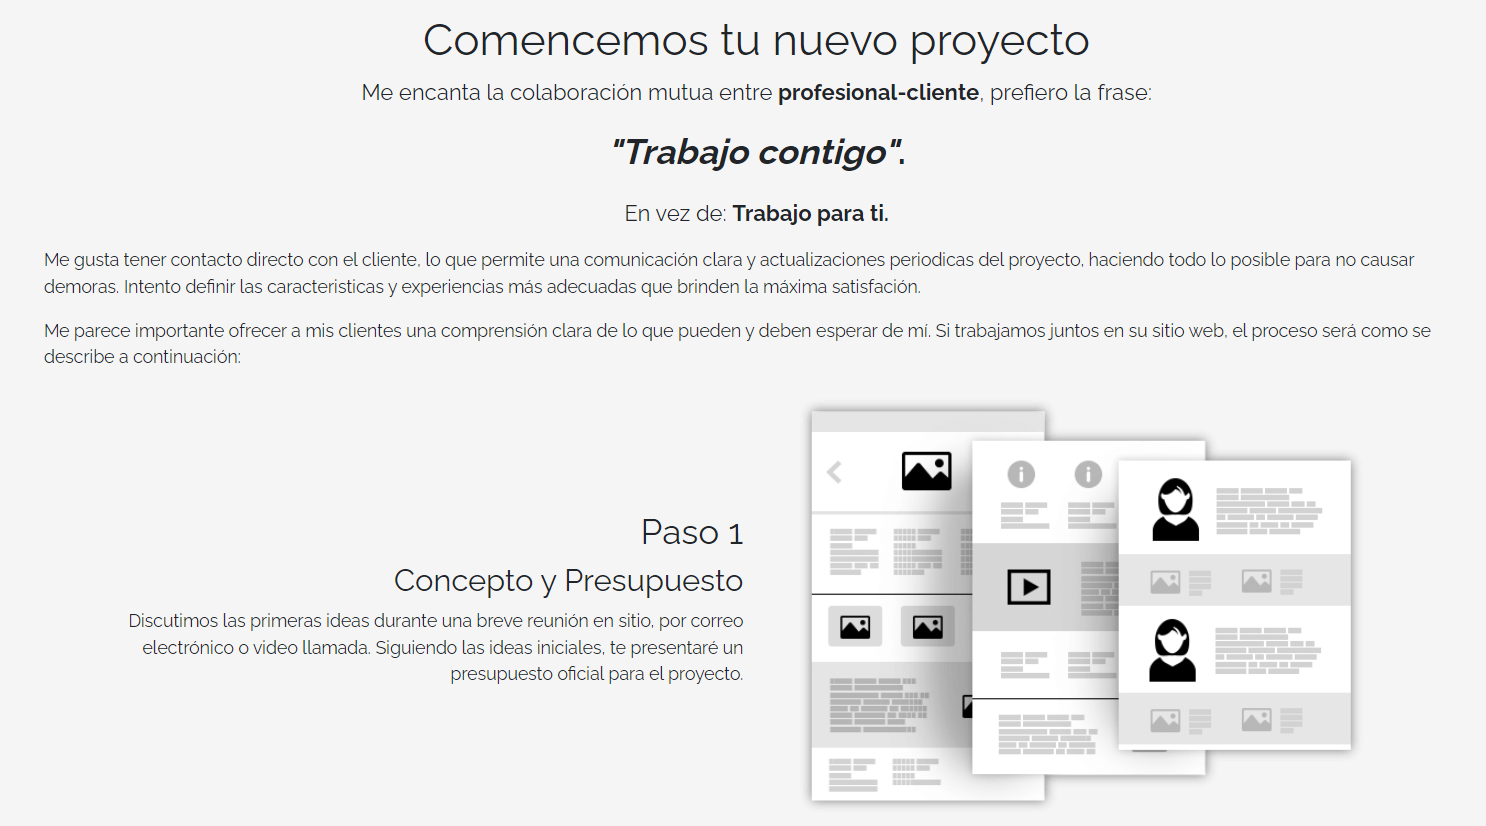 Comencemos tu nuevo proyecto
Me encanta la colaboración mutua entre profesional-cliente, prefiero la frase:
"Trabajo contigo".
En vez de: Trabajo para ti.
Me gusta tener contacto directo con el cliente, lo que permite una comunicación clara y actualizaciones periodicas del proyecto, haciendo todo lo posible para no causar
demoras. Intento definir las caracteristicas y experiencias más adecuadas que brinden la máxima satisfación.
Me parece importante ofrecer a mis clientes una comprensión clara de lo que pueden y deben esperar de mí. Si trabajamos juntos en su sitio web, el proceso será como se
describe a continuación:
Paso 1
Concepto y Presupuesto
Discutimos las primeras ideas durante una breve reunión en sitio, por correo
electrónico o video llamada. Siguiendo las ideas iniciales, te presentaré un
presupuesto oficial para el proyecto.